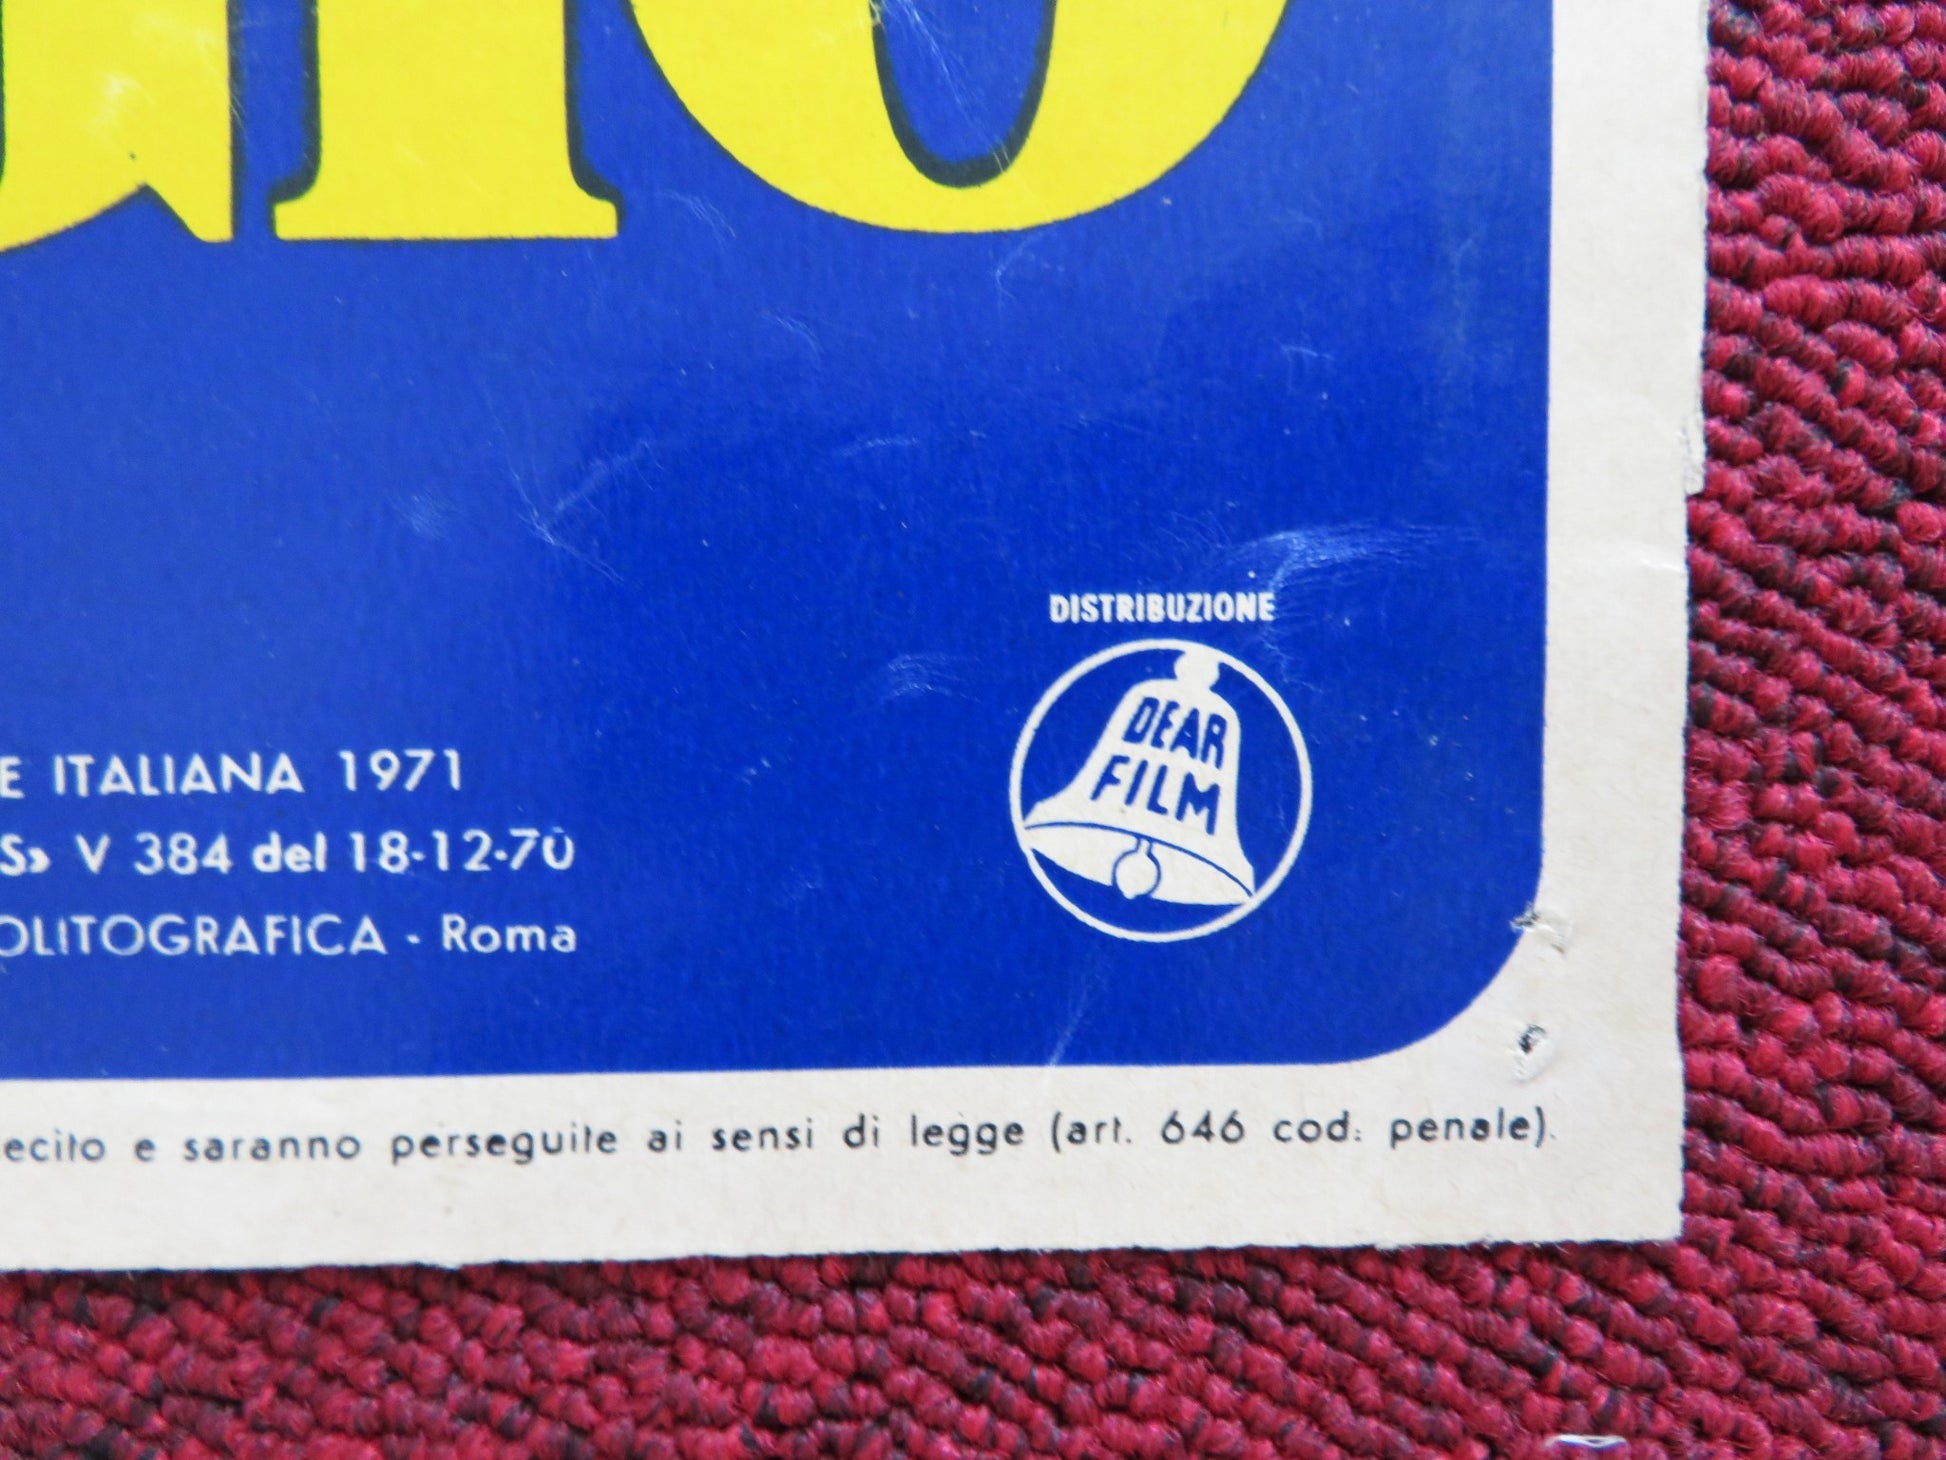 DISTRIBUZIONE
DEAR
FILM
E ITALIANA 1971
S» V 384 del 18-12-70
OLITOGRAFICA - Roma
ecito e saranno perseguite ai sensi di legge (art. 646 cod. penale).